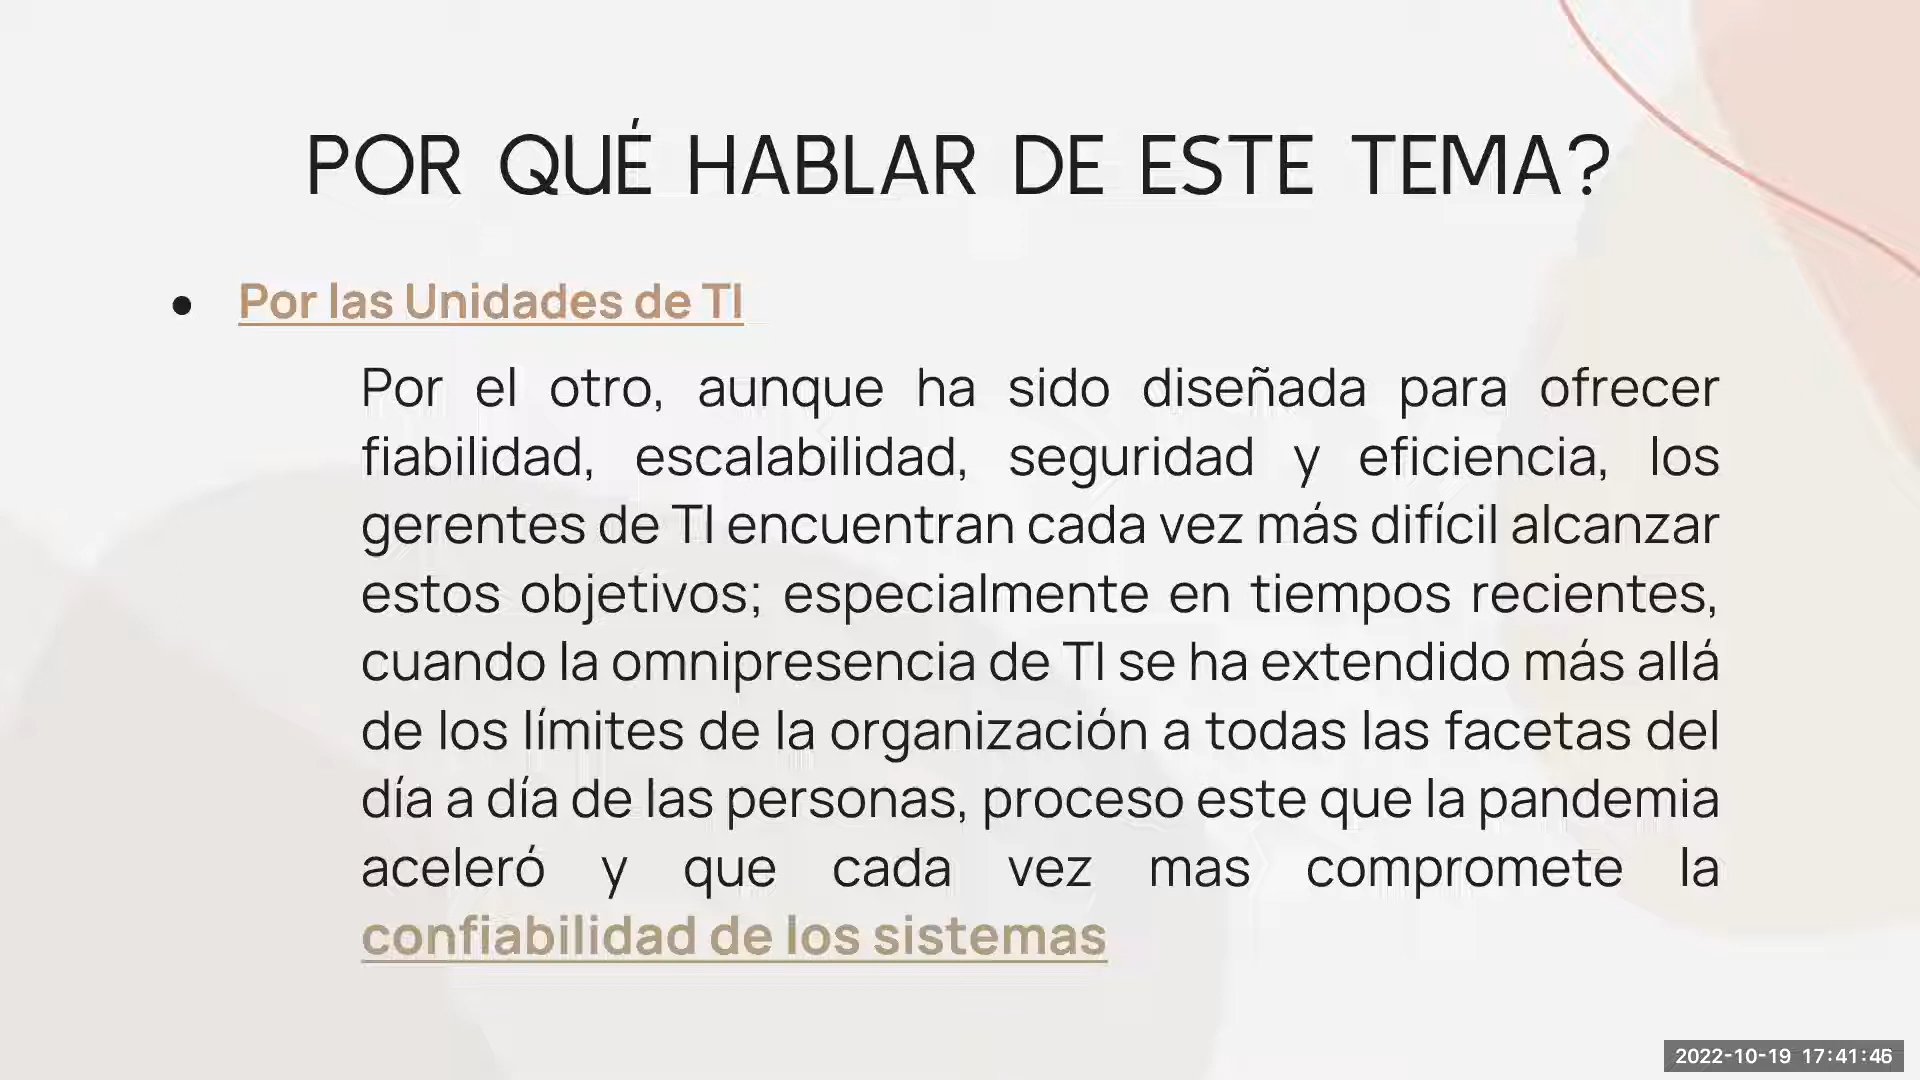 POR QUÉ HABLAR DE ESTE TEMA?
• Por las Unidades de TI
Por el otro, aunque ha sido diseñada para ofrecer
fiabilidad, escalabilidad, seguridad y eficiencia, los
gerentes de TI encuentran cada vez más difícil alcanzar
estos objetivos; especialmente en tiempos recientes,
cuando la omnipresencia de TI se ha extendido más allá
de los límites de la organización a todas las facetas del
día a día de las personas, proceso este que la pandemia
aceleró y que cada vez mas compromete la
confiabilidad de los sistemas
2022-10-19 17:41:46